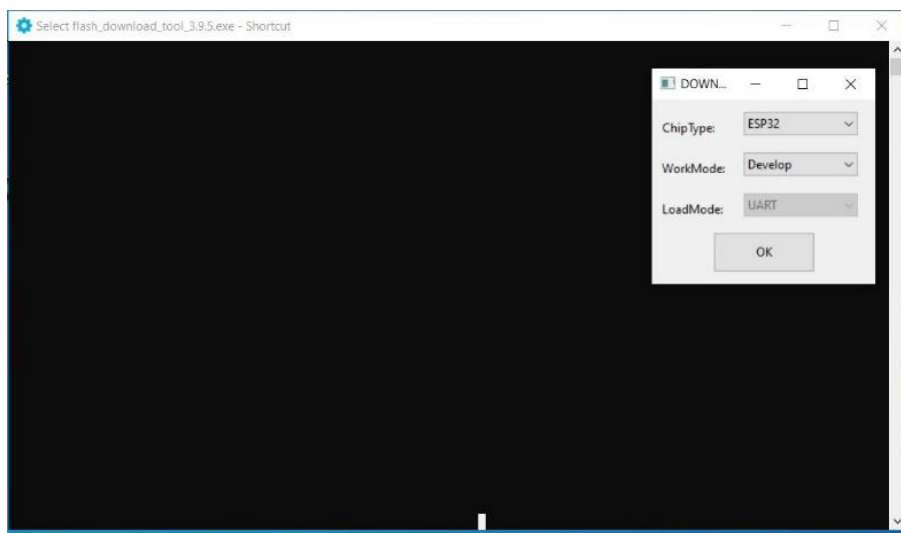 Select flash_download_tool_3.9.5.exe - Shortcut
DOWN...
ChipType: ESP32
WorkMode: Develop
LoadMode: UART
OK